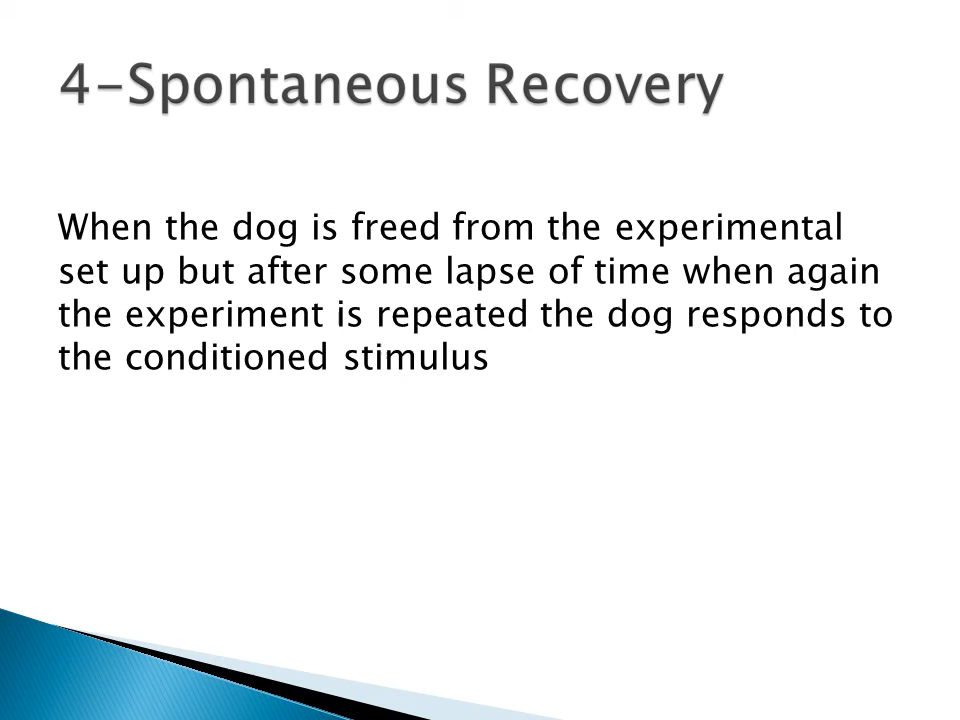 4-Spontaneous Recovery
When the dog is freed from the experimental
set up but after some lapse of time when again
the experiment is repeated the dog responds to
the conditioned stimulus